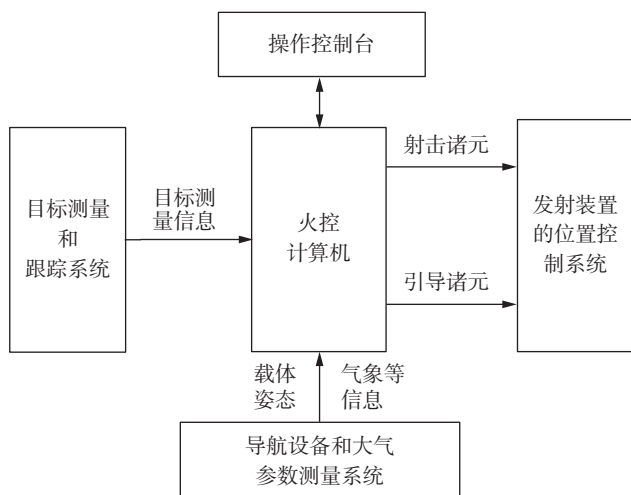 操作控制台
目标测量
和
跟踪系统
目标测
量信息
火控
计算机
射击诸元
引导诸元
发射装置
的位置控
制系统
载体
姿态
气象等
信息
导航设备和大气
参数测量系统